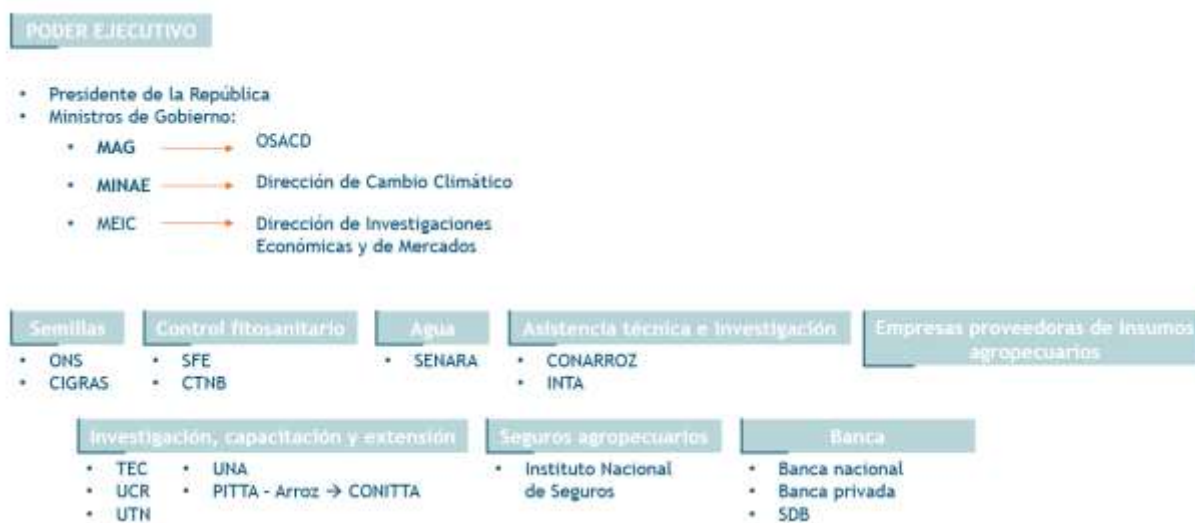 PODER EJECUTIVO
• Presidente de la República
• Ministros de Gobierno:
• MAG → OSACD
• MINAE → Dirección de Cambio Climático
• MEIC → Dirección de Investigaciones
Económicas y de Mercados
Semillas
• ONS
• CIGRAS
Control fitosanitario
• SFE
• CTNB
Agua
• SENARA
Asistencia técnica e investigación
• CONARROZ
• INTA
Empresas proveedoras de insumos
agropecuarios
Investigación, capacitación y extensión
• TEC
• UCR
• UTN
• UNA
• PITTA - Arroz → CONITTA
Seguros agropecuarios
• Instituto Nacional
de Seguros
Banca
• Banca nacional
• Banca privada
• SDB